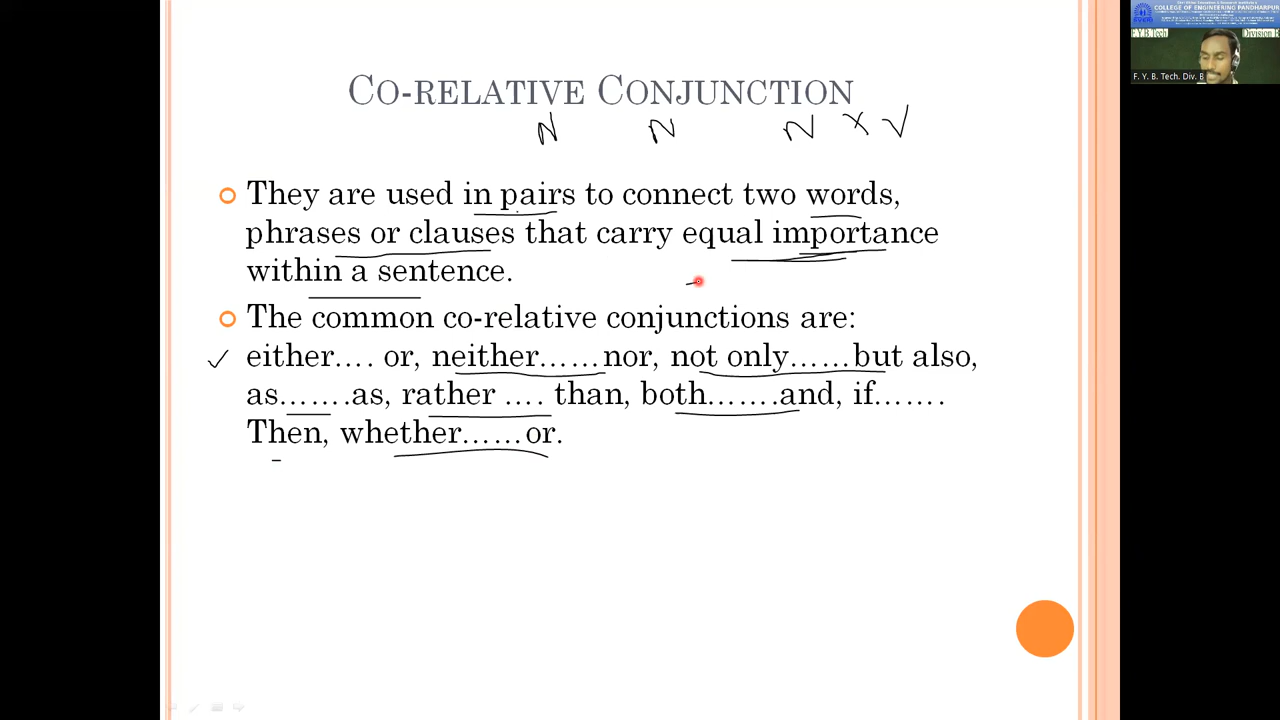 CO-RELATIVE CONJUNCTION
N N N × ✓
They are used in pairs to connect two words,
phrases or clauses that carry equal importance
within a sentence.
The common co-relative conjunctions are:
✓ either…. or, neither……nor, not only……but also,
as…….as, rather …. than, both…….and, if…….
Then, whether……or.
COLLEGE OF ENGINEERING PANDHARPUR
F.Y.B.Tech Division B
F. Y. B. Tech. Div. B